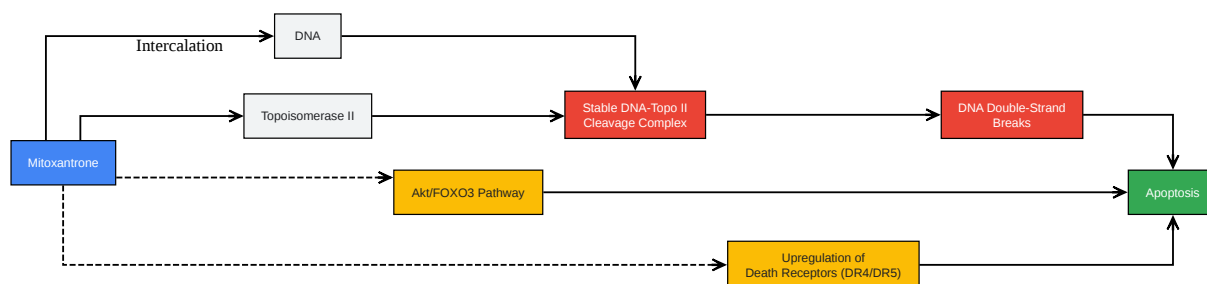 DNA
Intercalation
Topoisomerase II
Stable DNA-Topo II
Cleavage Complex
DNA Double-Strand
Breaks
Mitoxantrone
Akt/FOXO3 Pathway
Apoptosis
Upregulation of
Death Receptors (DR4/DR5)